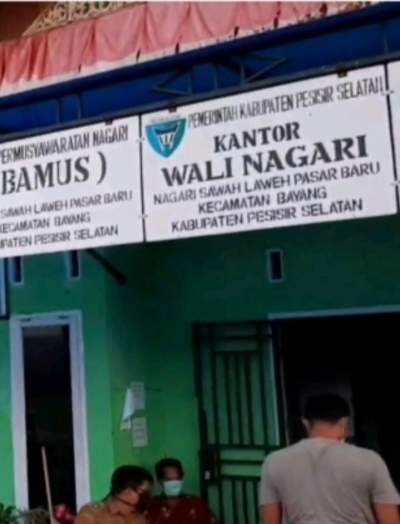 PERMUSYAWARATAN NAGARI
BAMUS )
SAWAH LAWEH PASAR BARU
KECAMATAN BAYANG
PATEN PESISIR SELATAN
PEMERINTAH KABUPATEN PESISIR SELATAN
KANTOR
WALI NAGARI
NAGARI SAWAH LAWEH PASAR BARU
KECAMATAN BAYANG
KABUPATEN PESISIR SELATAN